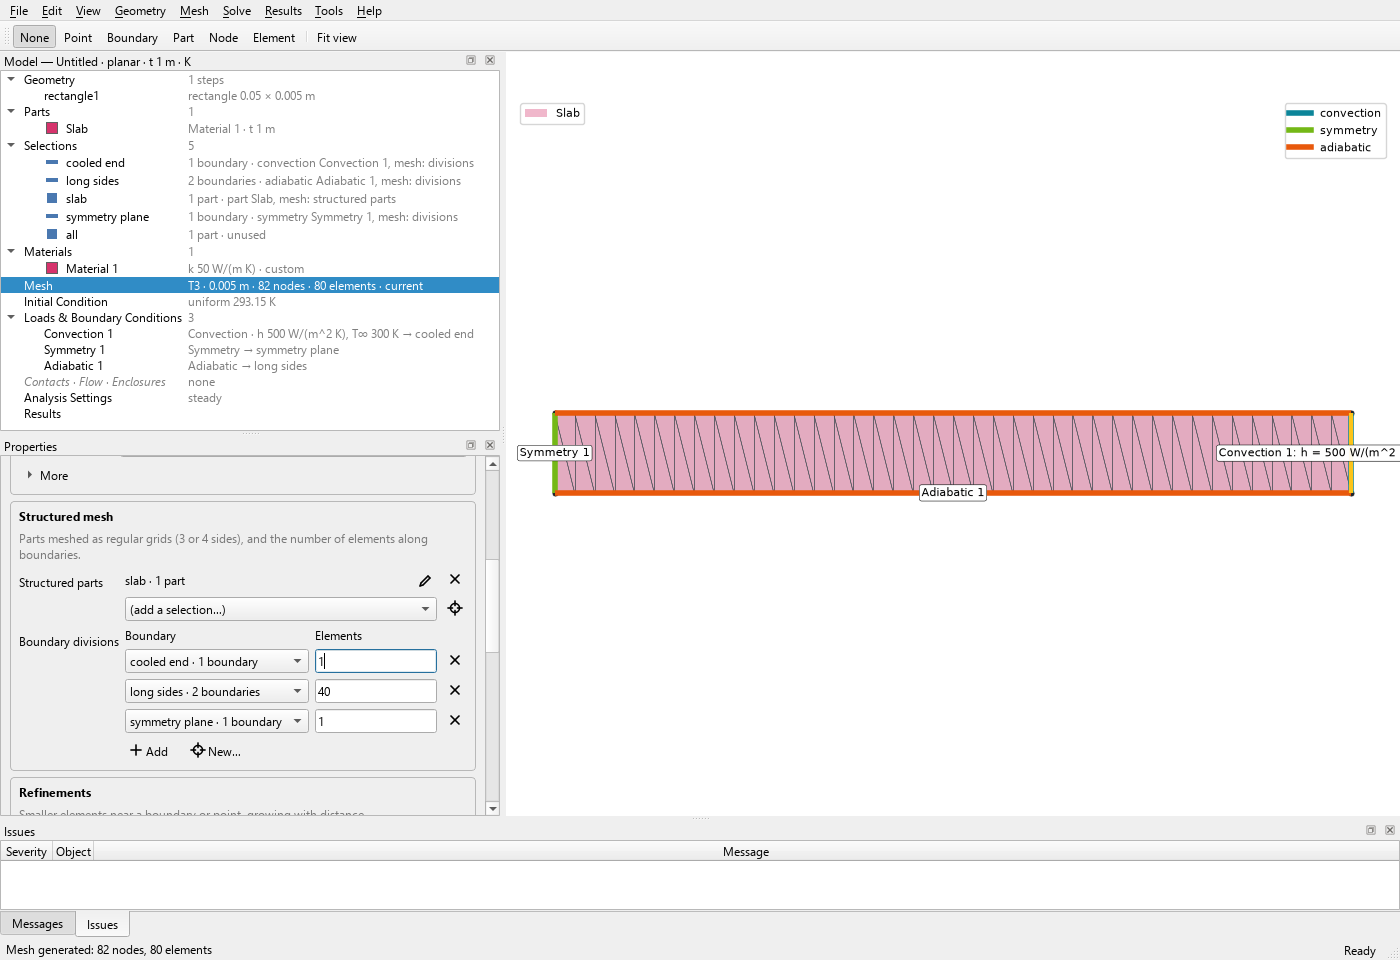 File Edit View Geometry Mesh Solve Results Tools Help
None Point Boundary Part Node Element Fit view
Model — Untitled · planar · t 1 m · K
Geometry 1 steps
rectangle1 rectangle 0.05 × 0.005 m
Parts 1
Slab Material 1 · t 1 m
Selections 5
cooled end 1 boundary · convection Convection 1, mesh: divisions
long sides 2 boundaries · adiabatic Adiabatic 1, mesh: divisions
slab 1 part · part Slab, mesh: structured parts
symmetry plane 1 boundary · symmetry Symmetry 1, mesh: divisions
all 1 part · unused
Materials 1
Material 1 k 50 W/(m K) · custom
Mesh T3 · 0.005 m · 82 nodes · 80 elements · current
Initial Condition uniform 293.15 K
Loads & Boundary Conditions 3
Convection 1 Convection · h 500 W/(m^2 K), T∞ 300 K → cooled end
Symmetry 1 Symmetry → symmetry plane
Adiabatic 1 Adiabatic → long sides
Contacts · Flow · Enclosures none
Analysis Settings steady
Results
Properties
More
Structured mesh
Parts meshed as regular grids (3 or 4 sides), and the number of elements along
boundaries.
Structured parts slab · 1 part
(add a selection...)
Boundary divisions Boundary Elements
cooled end · 1 boundary 1
long sides · 2 boundaries 40
symmetry plane · 1 boundary 1
Add New...
Refinements
Smaller elements near a boundary or point, growing with distance.
Slab
convection
symmetry
adiabatic
Symmetry 1
Convection 1: h = 500 W/(m^2
Adiabatic 1
Issues
Severity Object Message
Messages Issues
Mesh generated: 82 nodes, 80 elements Ready